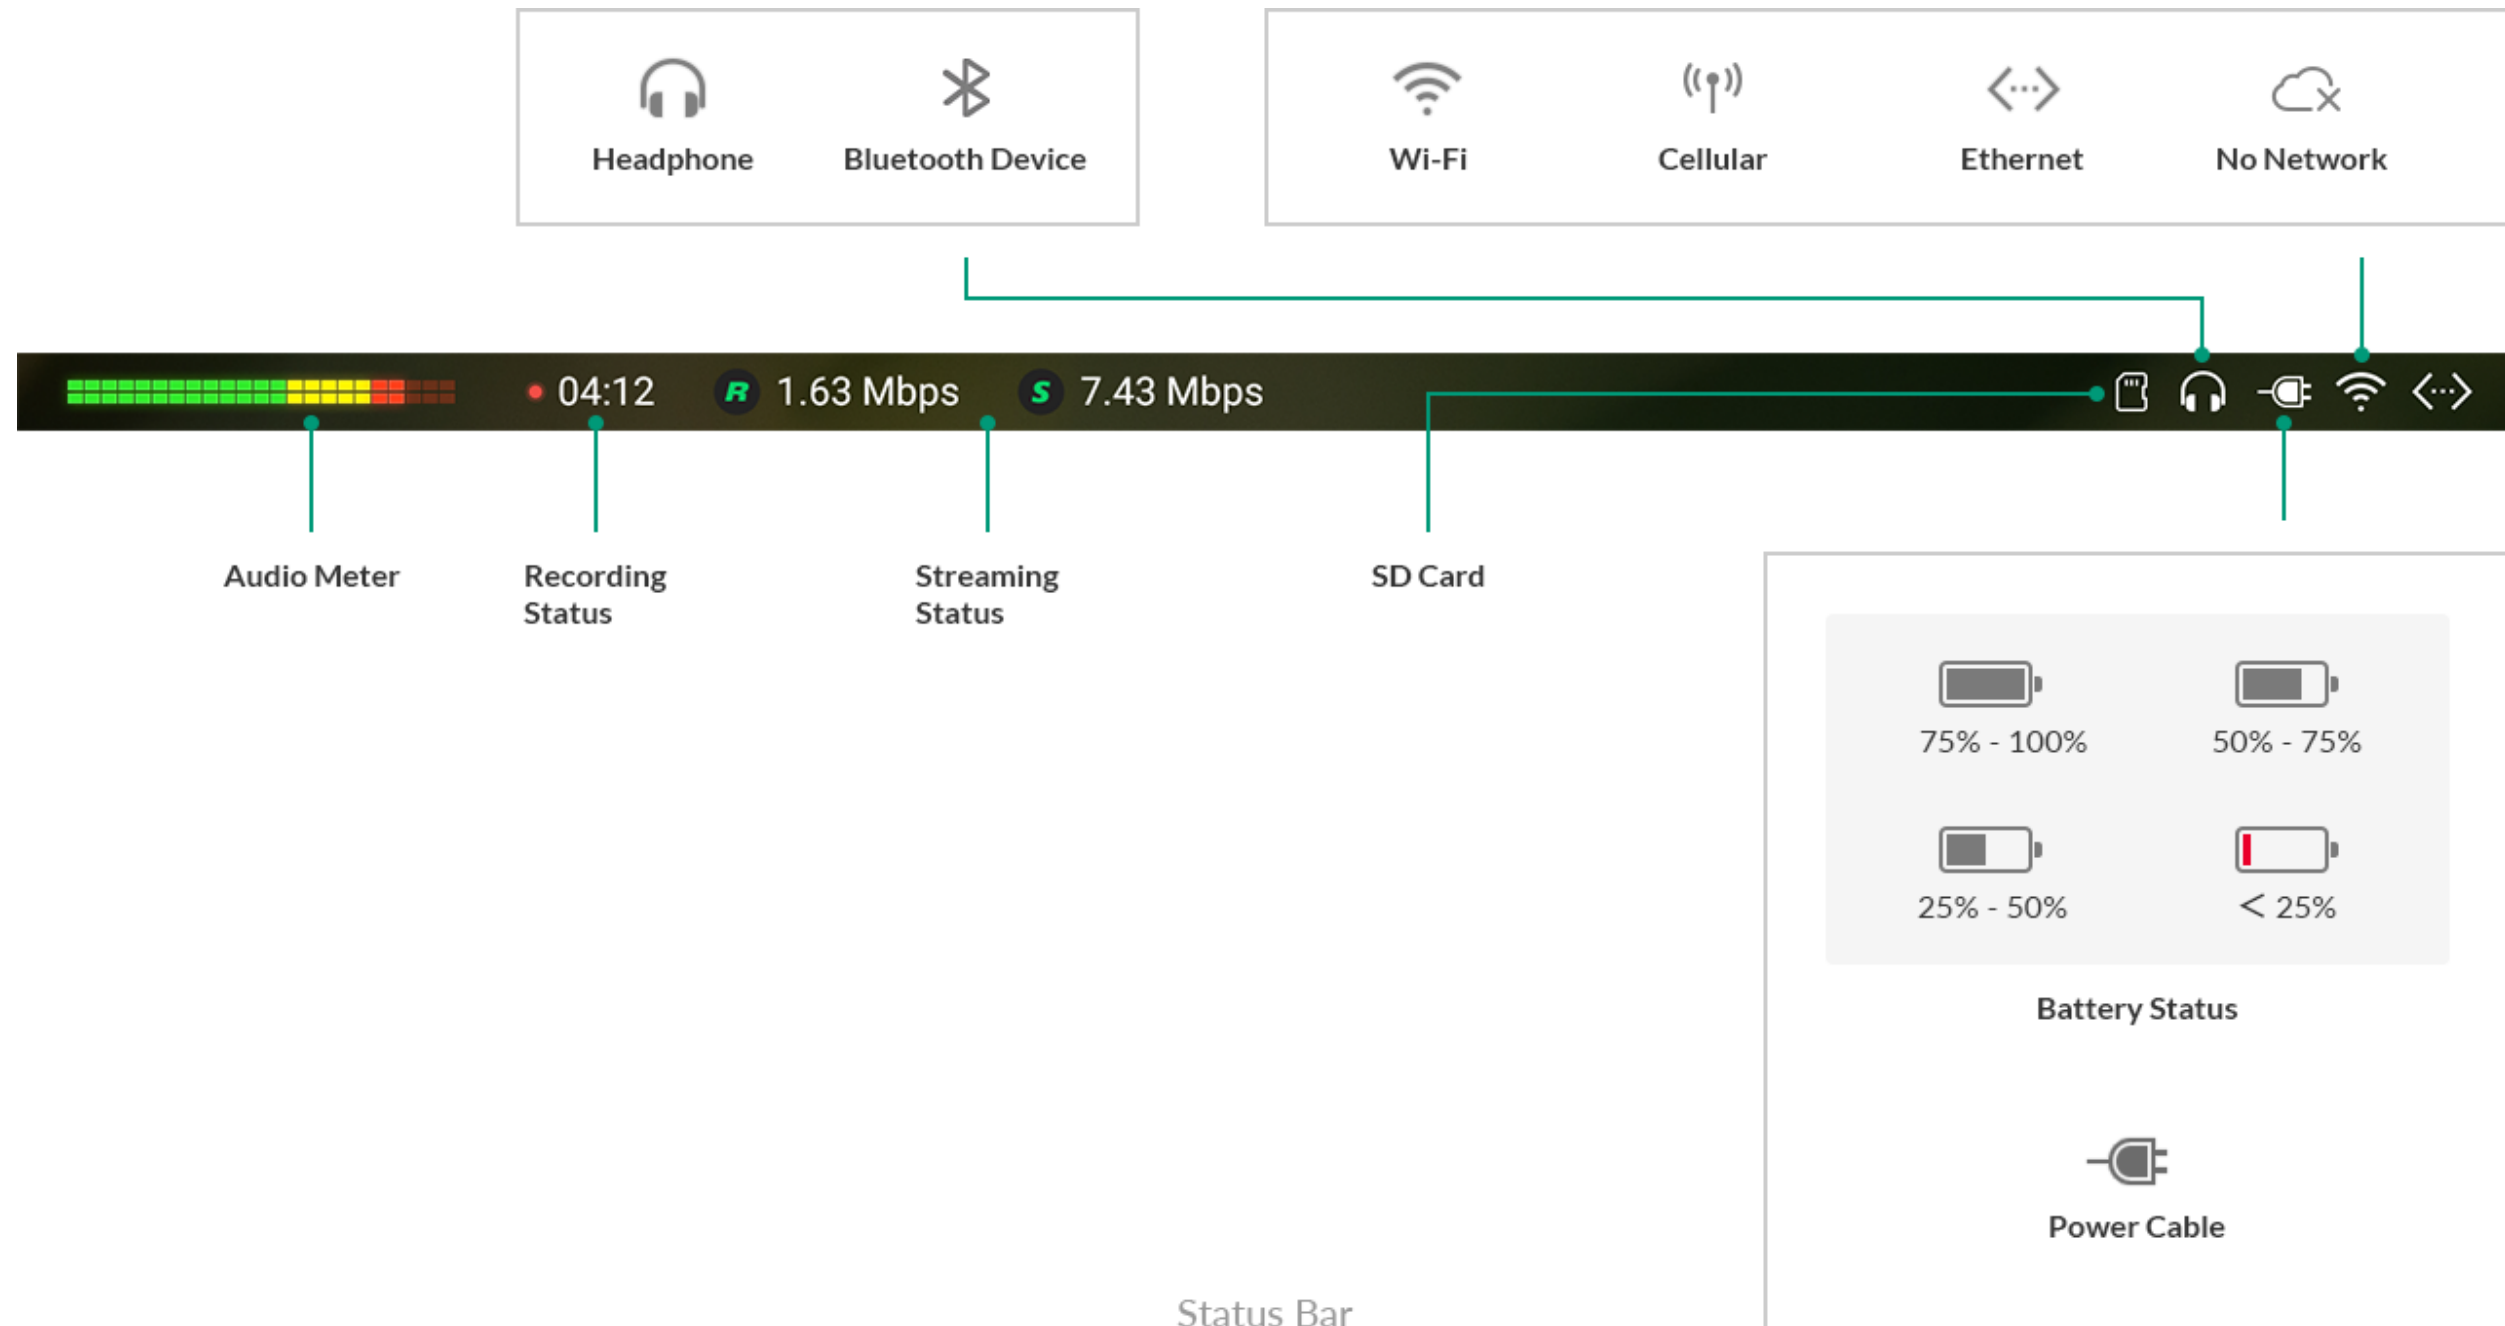 Headphone
Bluetooth Device
Wi-Fi
Cellular
Ethernet
No Network
04:12
R 1.63 Mbps
S 7.43 Mbps
Audio Meter
Recording
Status
Streaming
Status
SD Card
75% - 100%
50% - 75%
25% - 50%
< 25%
Battery Status
Power Cable
Status Bar